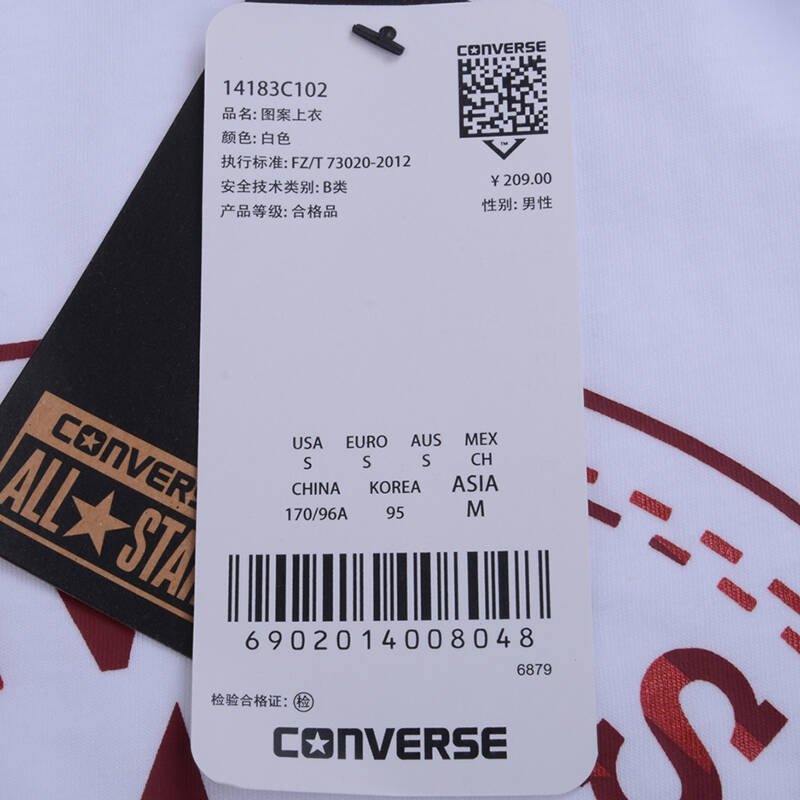 CONVERSE
14183C102
品名: 图案上衣
颜色: 白色
执行标准: FZ/T 73020-2012
安全技术类别: B类
产品等级: 合格品
TM
¥ 209.00
性别: 男性
USA EURO AUS MEX
S S S CH
CHINA KOREA ASIA
170/96A 95 M
6902014008048
6879
检验合格证: 检
CONVERSE
CONVERS
ALL STAR
S